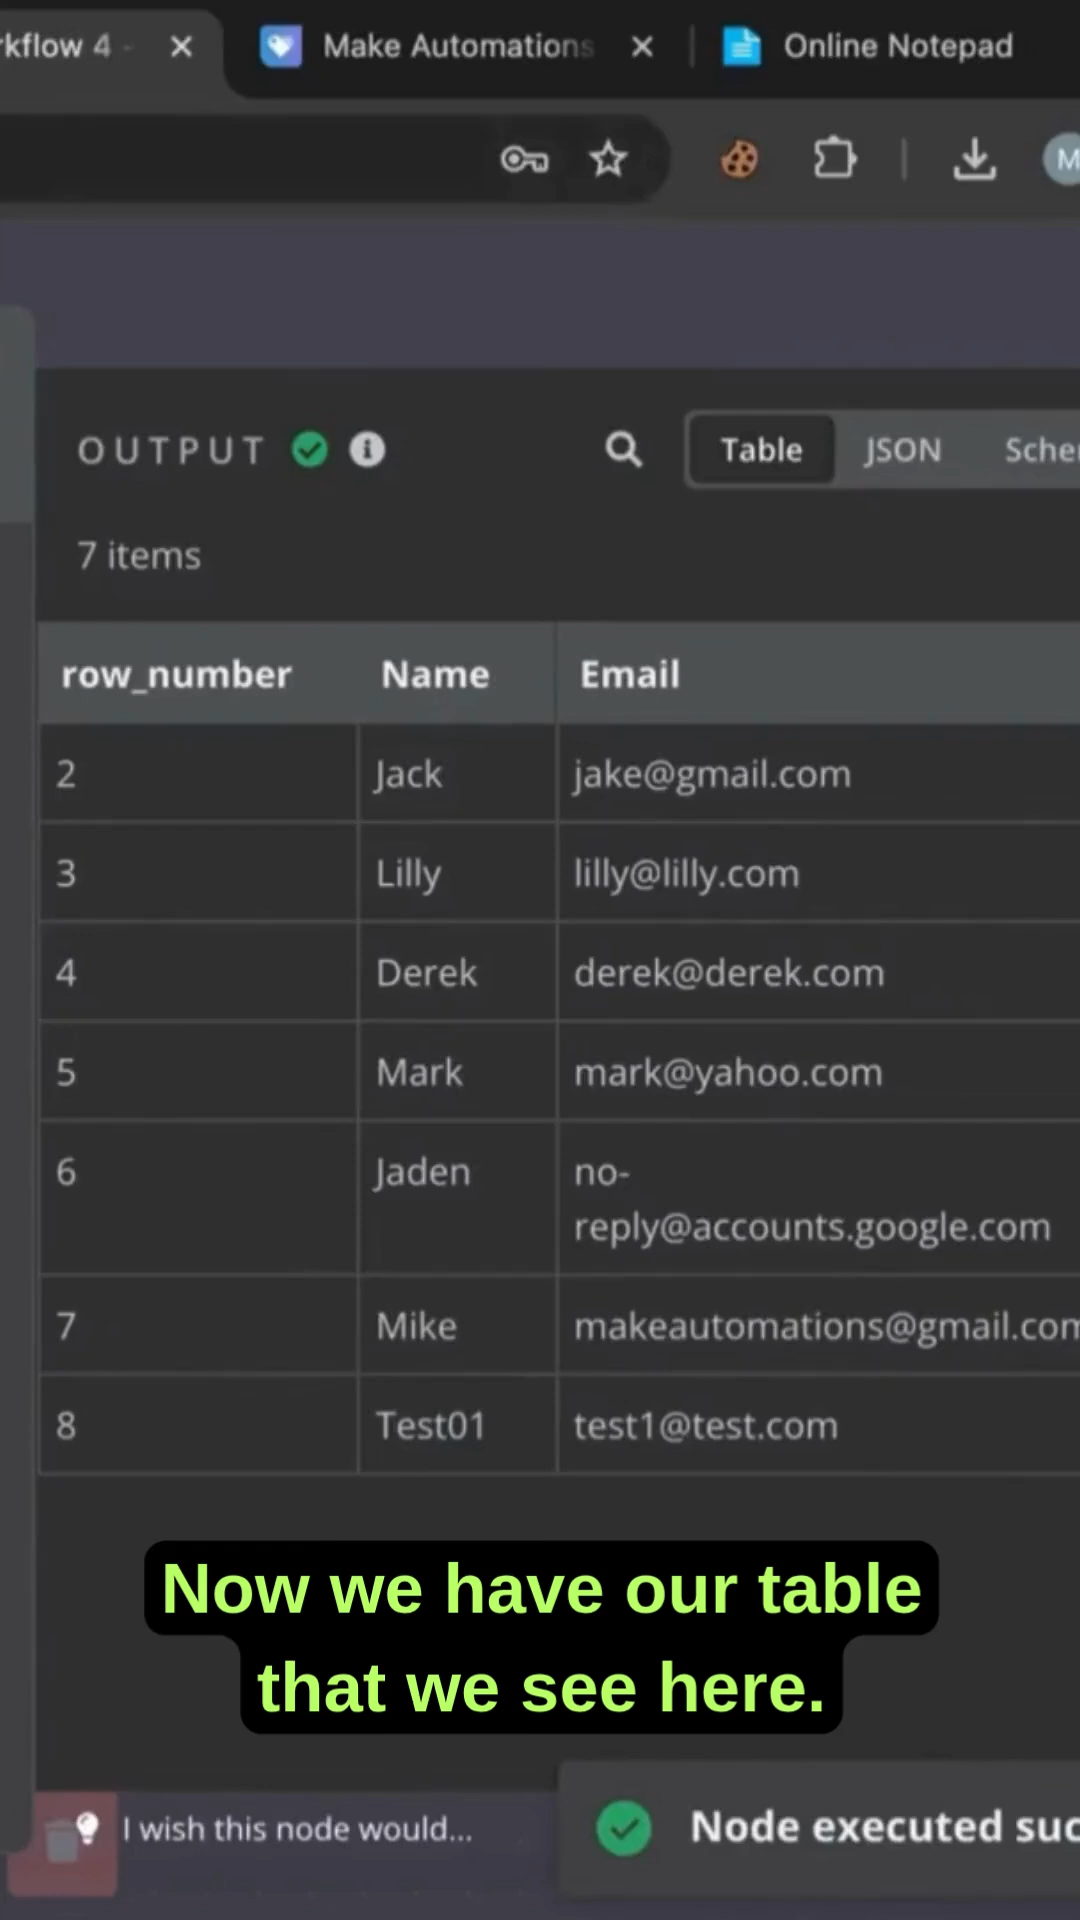 rkflow 4 -
Make Automations
Online Notepad
M
OUTPUT
Table JSON
7 items
row_number Name Email
2 Jack jake@gmail.com
3 Lilly lilly@lilly.com
4 Derek derek@derek.com
5 Mark mark@yahoo.com
6 Jaden no-
reply@accounts.google.com
7 Mike makeautomations@gmail.com
8 Test01 test1@test.com
Now we have our table
that we see here.
I wish this node would...
Node executed suc